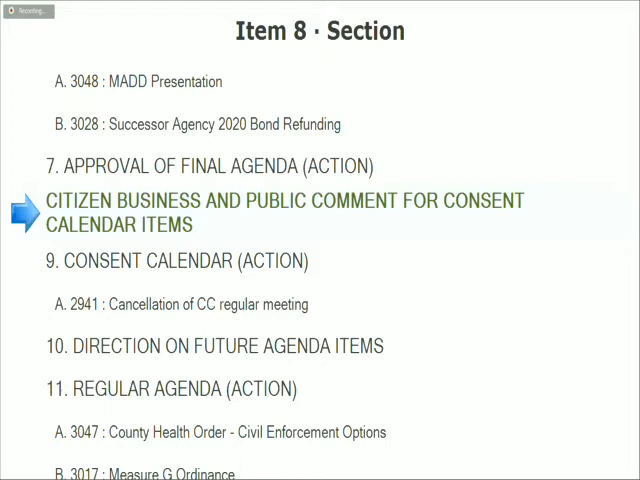 Recording...
Item 8 · Section
A. 3048 : MADD Presentation
B. 3028 : Successor Agency 2020 Bond Refunding
7. APPROVAL OF FINAL AGENDA (ACTION)
CITIZEN BUSINESS AND PUBLIC COMMENT FOR CONSENT
CALENDAR ITEMS
9. CONSENT CALENDAR (ACTION)
A. 2941 : Cancellation of CC regular meeting
10. DIRECTION ON FUTURE AGENDA ITEMS
11. REGULAR AGENDA (ACTION)
A. 3047 : County Health Order - Civil Enforcement Options
B. 3017 : Measure G Ordinance